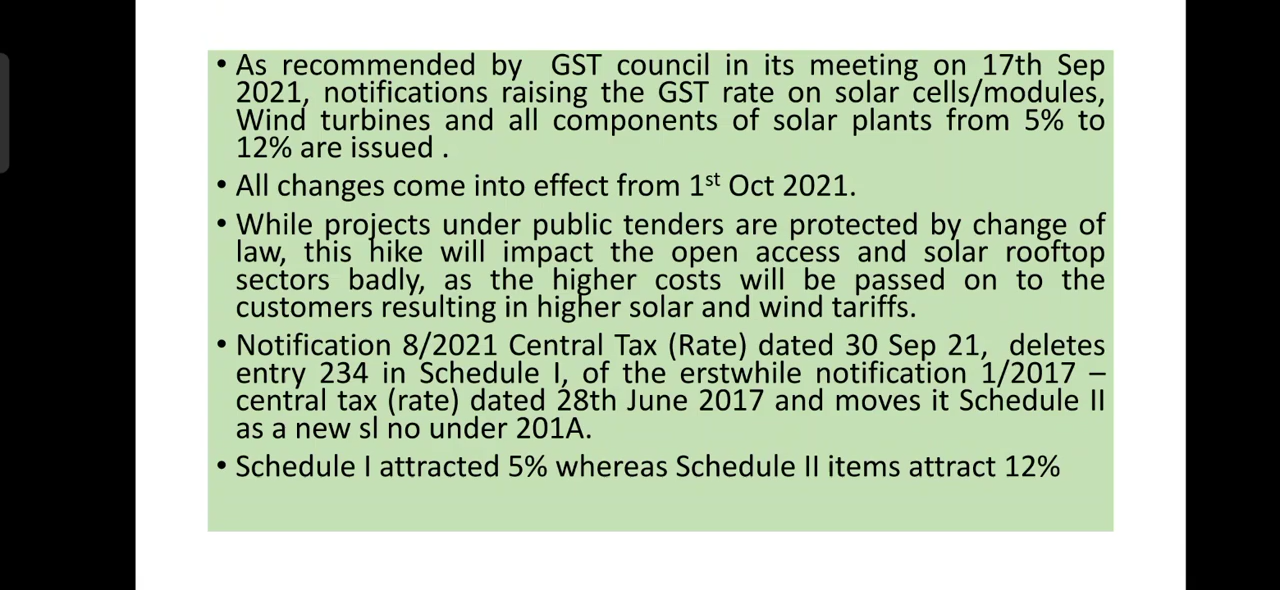 • As recommended by GST council in its meeting on 17th Sep
2021, notifications raising the GST rate on solar cells/modules,
Wind turbines and all components of solar plants from 5% to
12% are issued .
• All changes come into effect from 1st Oct 2021.
• While projects under public tenders are protected by change of
law, this hike will impact the open access and solar rooftop
sectors badly, as the higher costs will be passed on to the
customers resulting in higher solar and wind tariffs.
• Notification 8/2021 Central Tax (Rate) dated 30 Sep 21, deletes
entry 234 in Schedule I, of the erstwhile notification 1/2017 –
central tax (rate) dated 28th June 2017 and moves it Schedule II
as a new sl no under 201A.
• Schedule I attracted 5% whereas Schedule II items attract 12%